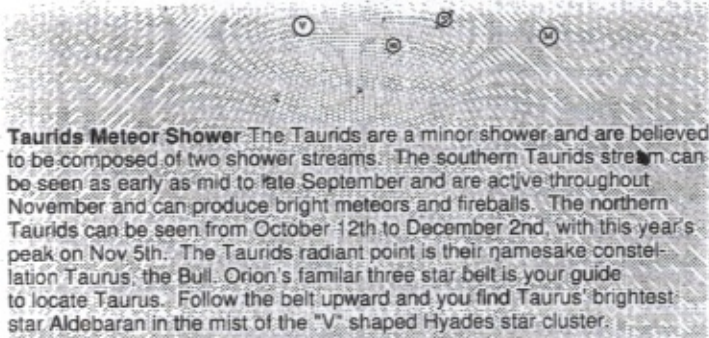 V
M
Taurids Meteor Shower The Taurids are a minor shower and are believed
to be composed of two shower streams. The southern Taurids stream can
be seen as early as mid to late September and are active throughout
November and can produce bright meteors and fireballs. The northern
Taurids can be seen from October 12th to December 2nd, with this year's
peak on Nov 5th. The Taurids radiant point is their namesake constel-
lation Taurus, the Bull. Orion's familar three star belt is your guide
to locate Taurus. Follow the belt upward and you find Taurus' brightest
star Aldebaran in the mist of the "V" shaped Hyades star cluster.